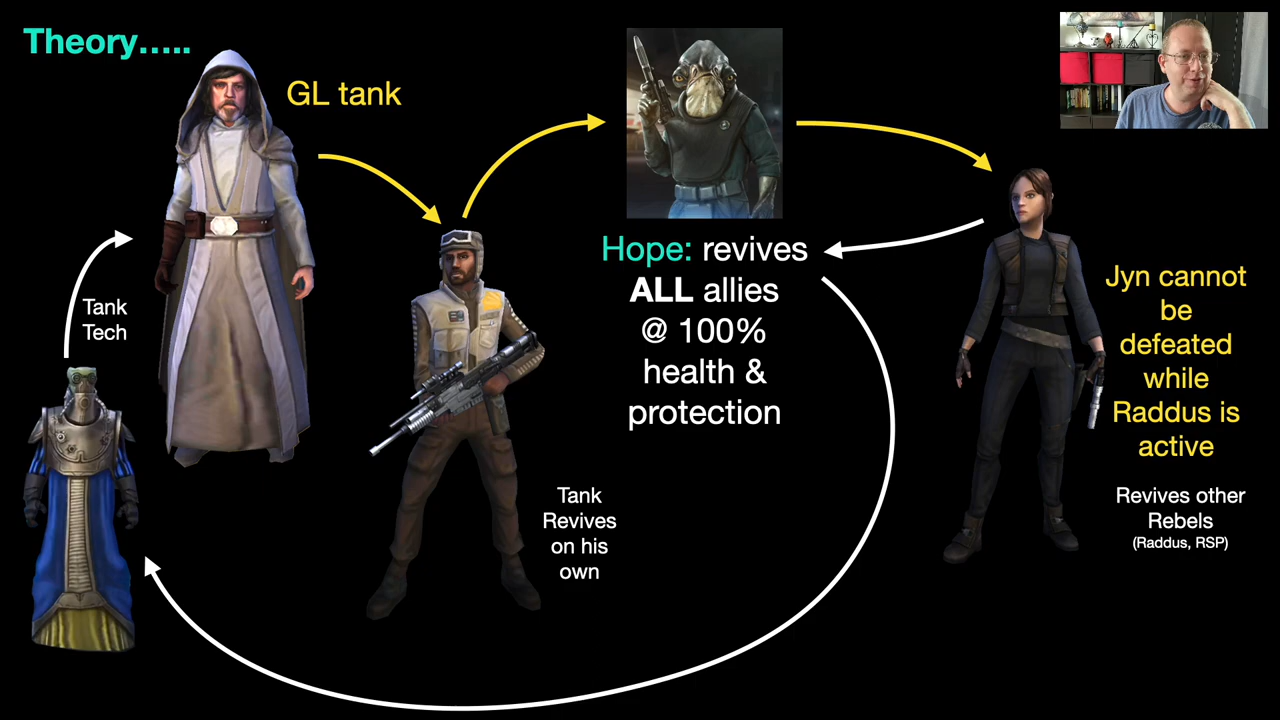 Theory…..
GL tank
Tank
Tech
Hope: revives
ALL allies
@ 100%
health &
protection
Tank
Revives
on his
own
Jyn cannot
be
defeated
while
Raddus is
active
Revives other
Rebels
(Raddus, RSP)